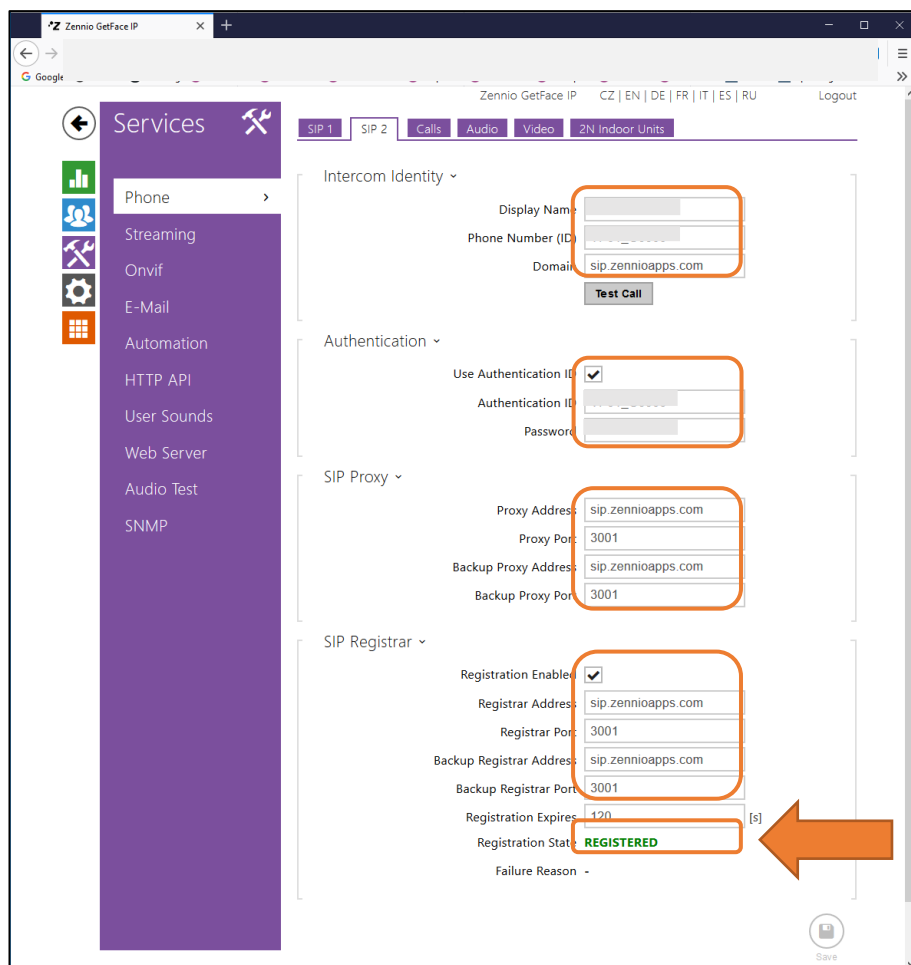 Zennio GetFace IP
Google
Zennio GetFace IP CZ | EN | DE | FR | IT | ES | RU Logout
Services
SIP 1 SIP 2 Calls Audio Video 2N Indoor Units
Phone
Streaming
Onvif
E-Mail
Automation
HTTP API
User Sounds
Web Server
Audio Test
SNMP
Intercom Identity
Display Name
Phone Number (ID)
Domain sip.zennioapps.com
Test Call
Authentication
Use Authentication ID
Authentication ID
Password
SIP Proxy
Proxy Address sip.zennioapps.com
Proxy Port 3001
Backup Proxy Address sip.zennioapps.com
Backup Proxy Port 3001
SIP Registrar
Registration Enabled
Registrar Address sip.zennioapps.com
Registrar Port 3001
Backup Registrar Address sip.zennioapps.com
Backup Registrar Port 3001
Registration Expires 120 [s]
Registration State REGISTERED
Failure Reason -
Save